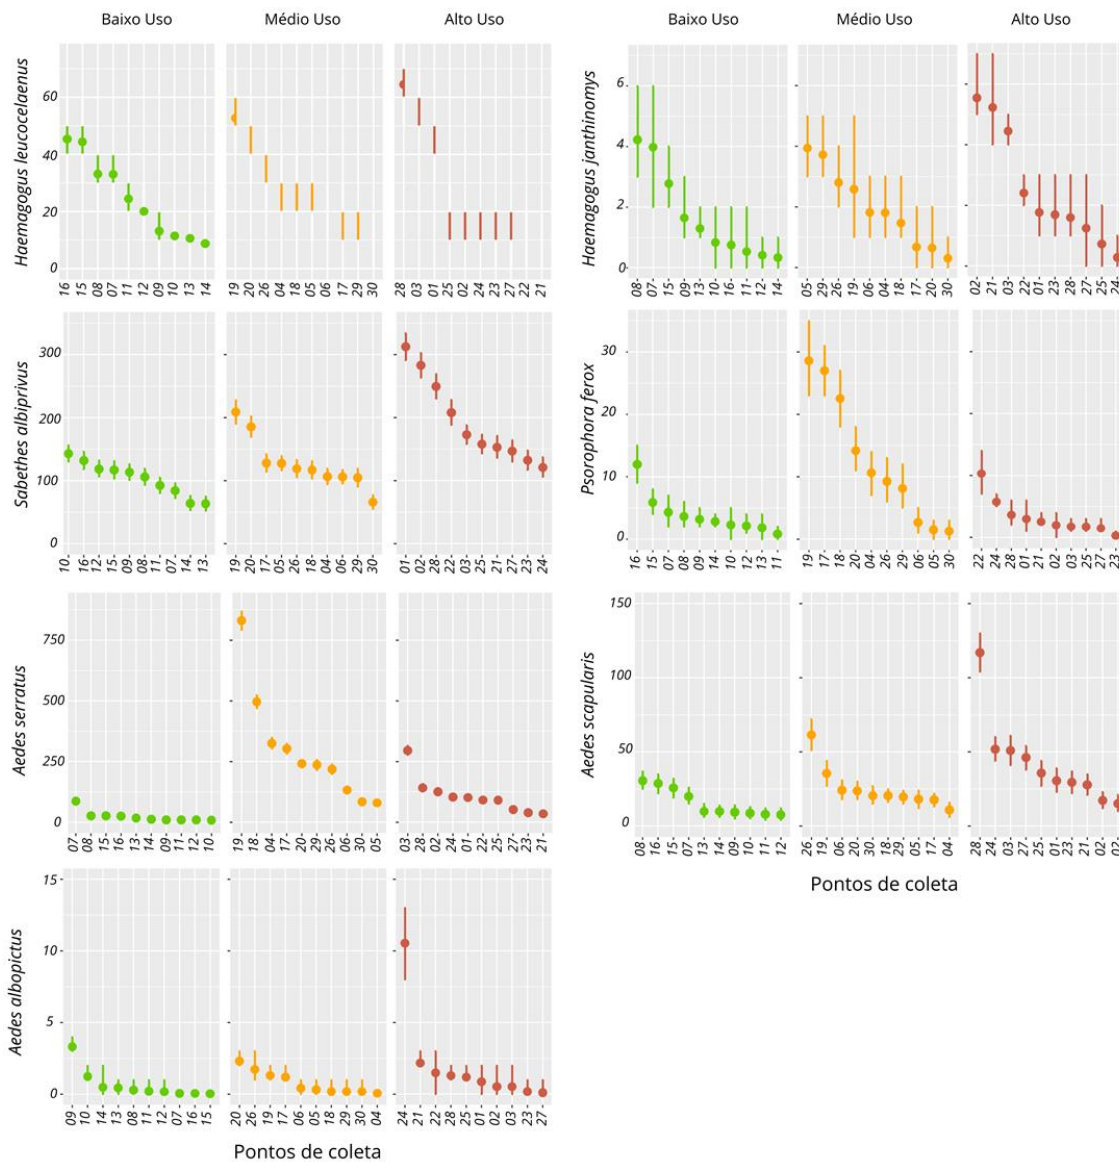 Baixo Uso Médio Uso Alto Uso
Haemagogus leucocelaenus
60
40
20
0
16 15 08 07 11 12 09 10 13 14
19 20 26 04 18 05 06 17 29 30
28 03 01 25 02 24 23 27 22 21
Sabethes albiprivus
300
200
100
0
10 16 12 15 09 08 11 07 14 13
19 20 17 05 26 18 04 06 29 30
01 02 28 22 03 25 21 27 23 24
Aedes serratus
750
500
250
0
07 08 15 16 13 14 09 11 12 10
19 18 04 17 20 29 26 06 30 05
03 28 02 24 01 22 25 27 23 21
Aedes albopictus
15
10
5
0
09 10 14 13 08 11 12 07 16 15
20 26 19 17 06 05 18 29 30 04
24 21 22 28 25 01 02 03 23 27
Pontos de coleta
Baixo Uso Médio Uso Alto Uso
Haemagogus janthinomys
6
4
2
0
08 07 15 09 13 10 16 11 12 14
05 29 26 19 06 04 18 17 20 30
02 21 03 22 01 23 28 27 25 24
Psorophora ferox
30
20
10
0
16 15 07 08 09 14 10 12 13 11
19 17 18 20 04 26 29 06 05 30
22 24 28 01 21 02 03 25 27 23
Aedes scapularis
150
100
50
0
08 16 15 07 13 14 09 10 11 12
26 19 06 20 30 18 29 05 17 04
28 24 03 27 25 01 23 21 22 02
Pontos de coleta